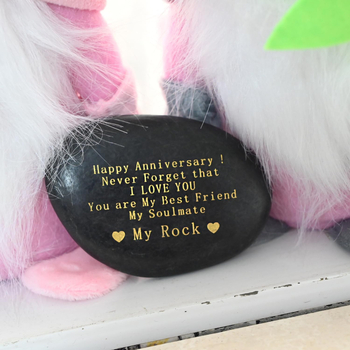 Happy Anniversary !
Never Forget that
I LOVE YOU
You are My Best Friend
My Soulmate
My Rock